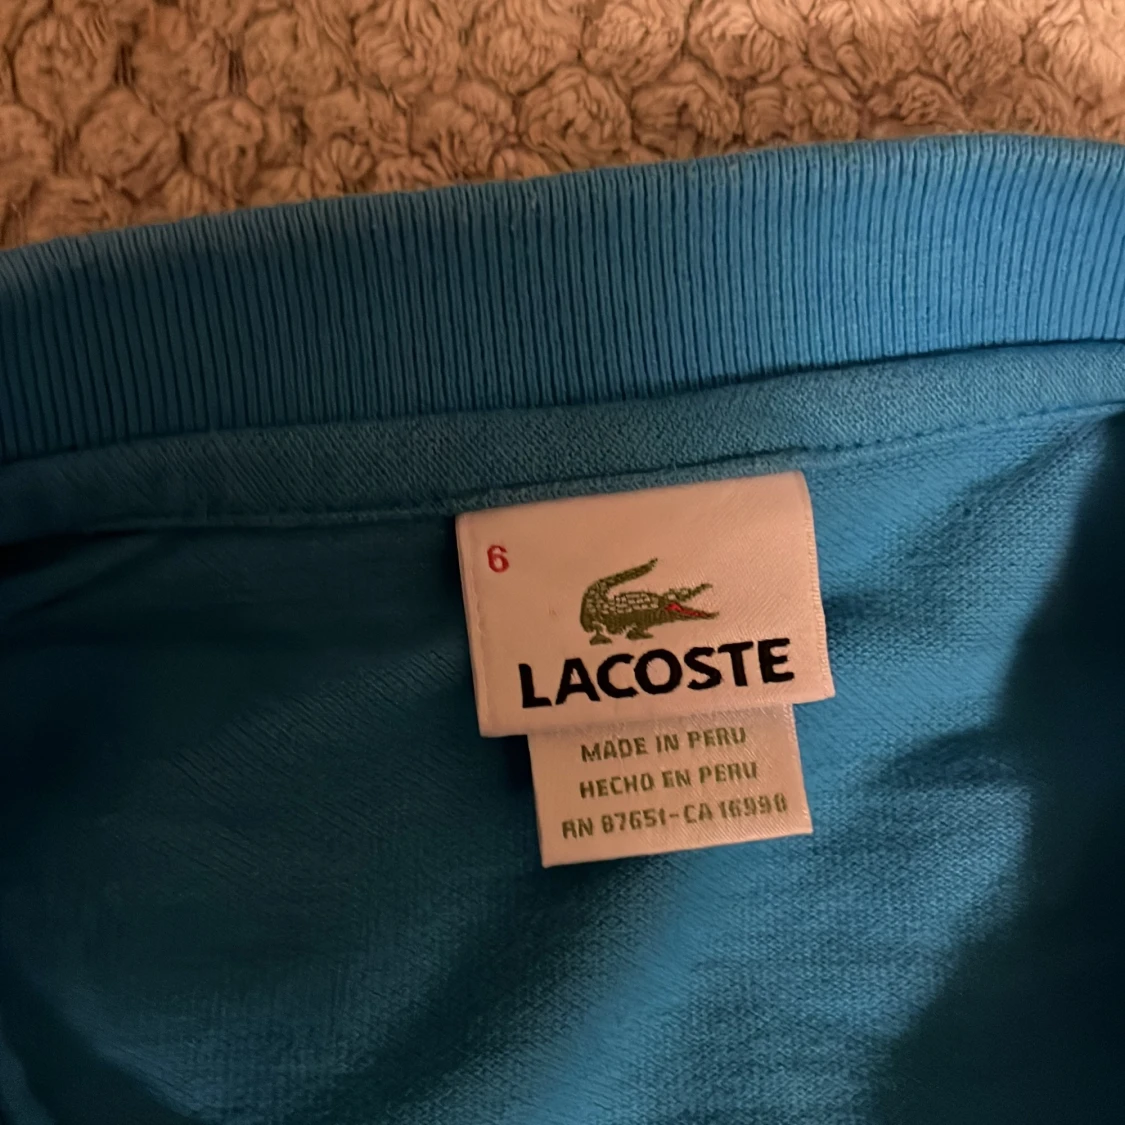 6
LACOSTE
MADE IN PERU
HECHO EN PERU
RN 87651-CA 16998